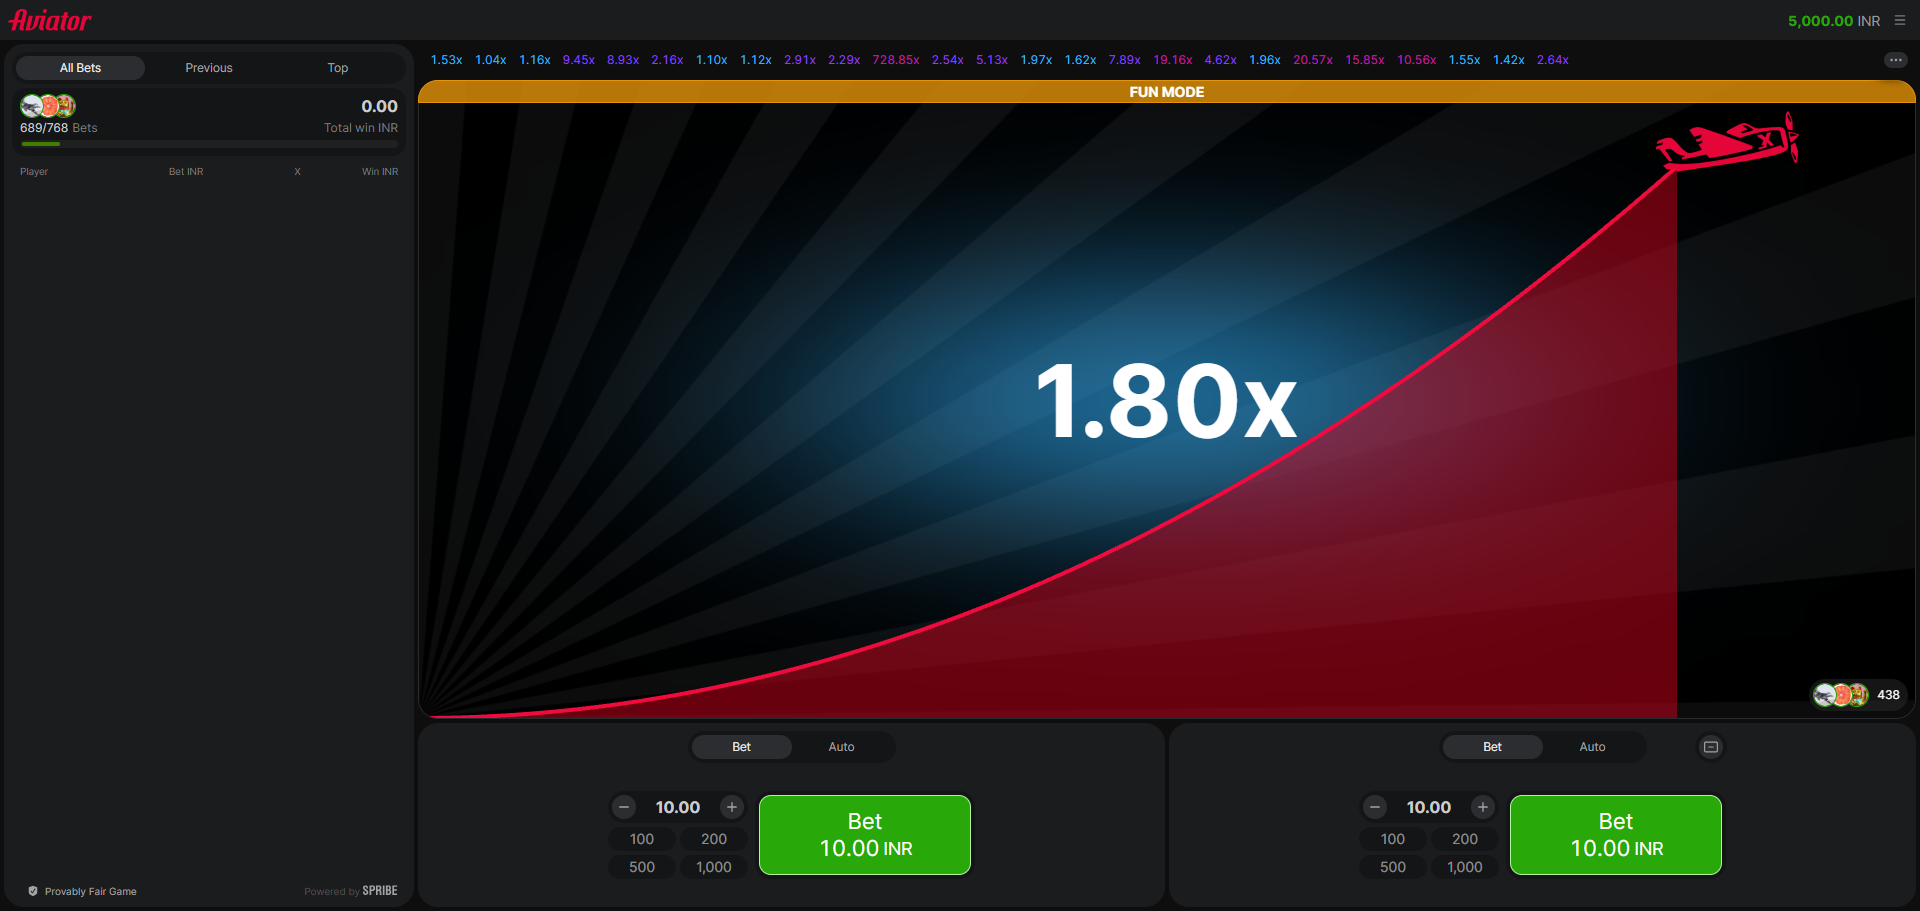 Aviator
5,000.00 INR
All Bets Previous Top
689/768 Bets
0.00
Total win INR
Player Bet INR X Win INR
Provably Fair Game
Powered by SPRIBE
1.53x 1.04x 1.16x 9.45x 8.93x 2.16x 1.10x 1.12x 2.91x 2.29x 728.85x 2.54x 5.13x 1.97x 1.62x 7.89x 19.16x 4.62x 1.96x 20.57x 15.85x 10.56x 1.55x 1.42x 2.64x
FUN MODE
X
1.80x
438
Bet Auto
10.00
100 200
500 1,000
Bet
10.00 INR
Bet Auto
10.00
100 200
500 1,000
Bet
10.00 INR